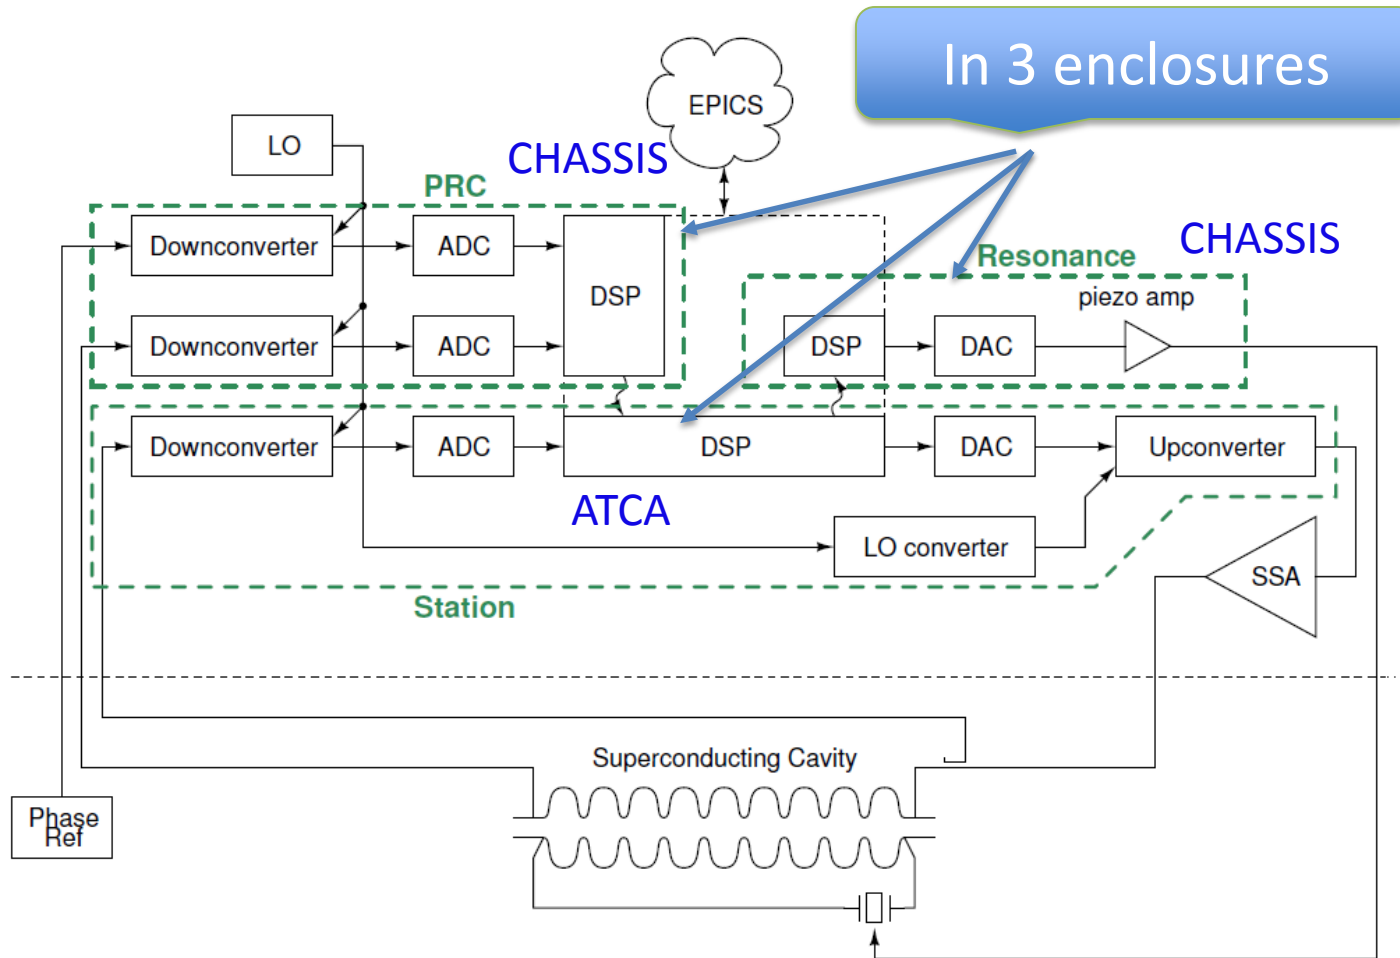 In 3 enclosures
EPICS
LO
CHASSIS
PRC
CHASSIS
Resonance
piezo amp
Downconverter
ADC
DSP
Downconverter
ADC
DSP
DAC
Downconverter
ADC
DSP
DAC
Upconverter
ATCA
LO converter
SSA
Station
Superconducting Cavity
Phase
Ref